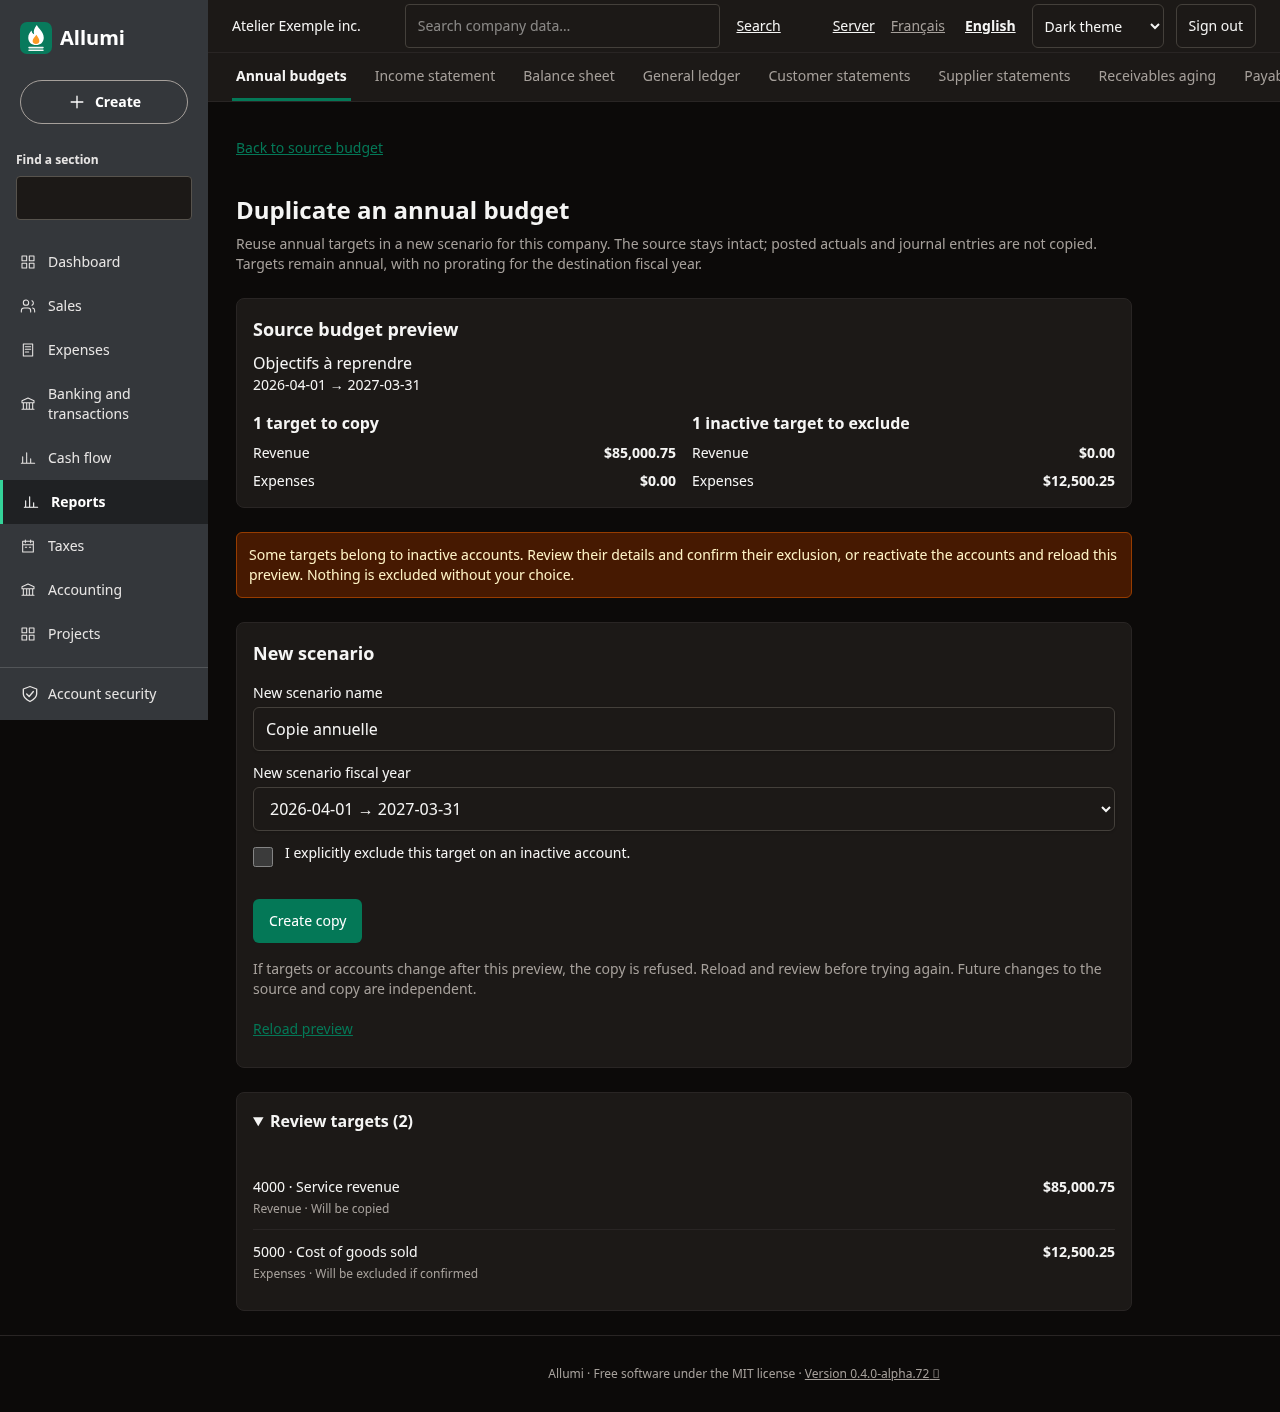 Allumi
Create
Find a section
Dashboard
Sales
Expenses
Banking and
transactions
Cash flow
Reports
Taxes
Accounting
Projects
Account security
Atelier Exemple inc.
Search company data...
Search
Server
Français
English
Dark theme
Sign out
Annual budgets
Income statement
Balance sheet
General ledger
Customer statements
Supplier statements
Receivables aging
Payab
Back to source budget
Duplicate an annual budget
Reuse annual targets in a new scenario for this company. The source stays intact; posted actuals and journal entries are not copied.
Targets remain annual, with no prorating for the destination fiscal year.
Source budget preview
Objectifs à reprendre
2026-04-01 → 2027-03-31
1 target to copy
Revenue $85,000.75
Expenses $0.00
1 inactive target to exclude
Revenue $0.00
Expenses $12,500.25
Some targets belong to inactive accounts. Review their details and confirm their exclusion, or reactivate the accounts and reload this
preview. Nothing is excluded without your choice.
New scenario
New scenario name
Copie annuelle
New scenario fiscal year
2026-04-01 → 2027-03-31
I explicitly exclude this target on an inactive account.
Create copy
If targets or accounts change after this preview, the copy is refused. Reload and review before trying again. Future changes to the
source and copy are independent.
Reload preview
▼ Review targets (2)
4000 · Service revenue $85,000.75
Revenue · Will be copied
5000 · Cost of goods sold $12,500.25
Expenses · Will be excluded if confirmed
Allumi · Free software under the MIT license · Version 0.4.0-alpha.72